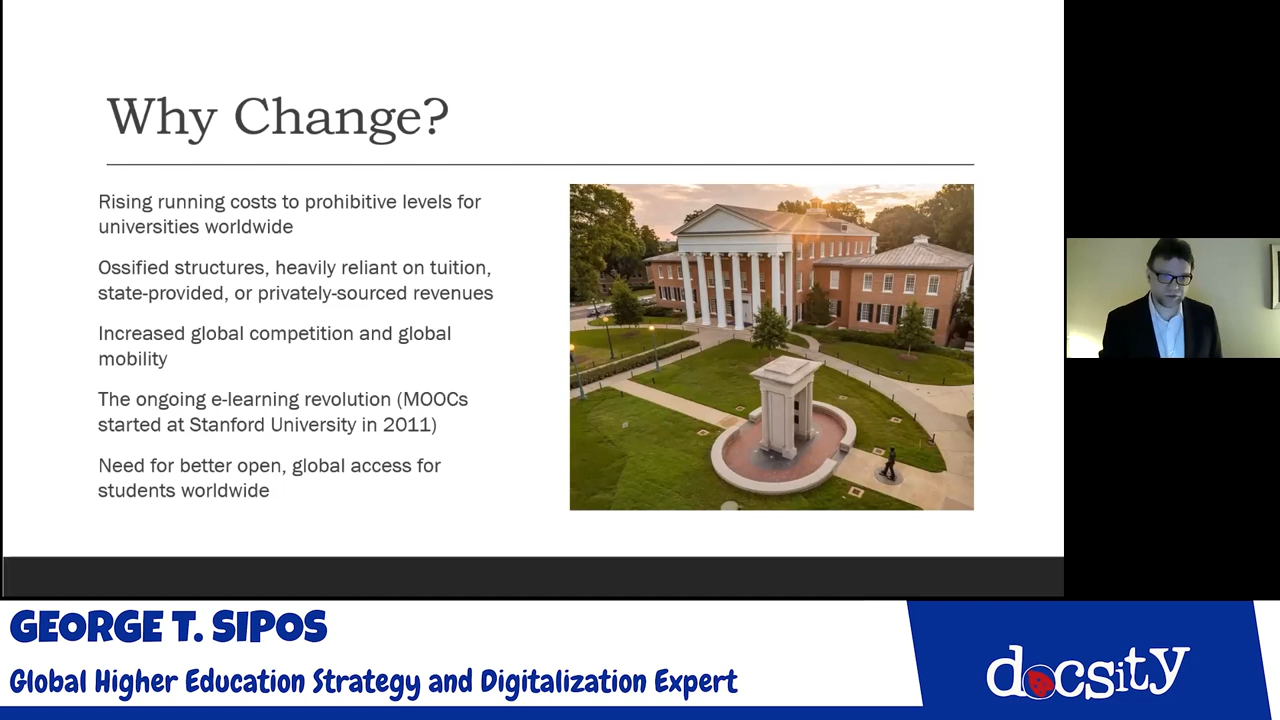 Why Change?
Rising running costs to prohibitive levels for
universities worldwide
Ossified structures, heavily reliant on tuition,
state-provided, or privately-sourced revenues
Increased global competition and global
mobility
The ongoing e-learning revolution (MOOCs
started at Stanford University in 2011)
Need for better open, global access for
students worldwide
GEORGE T. SIPOS
Global Higher Education Strategy and Digitalization Expert
docsity